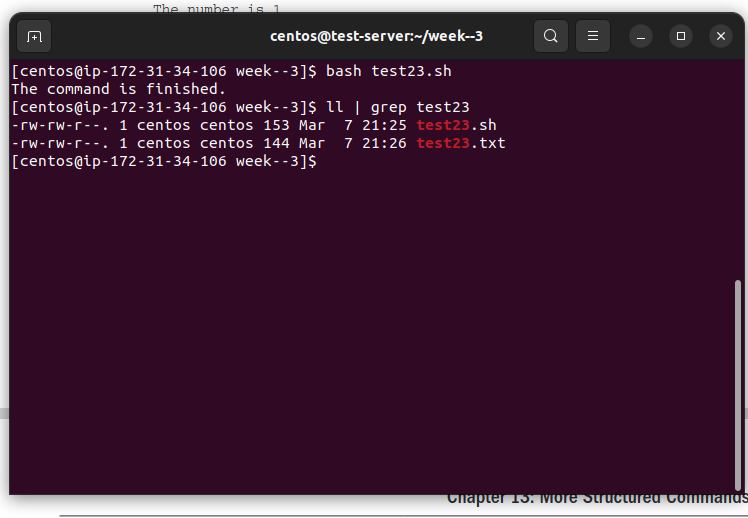 The number is 1
centos@test-server:~/week--3
[centos@ip-172-31-34-106 week--3]$ bash test23.sh
The command is finished.
[centos@ip-172-31-34-106 week--3]$ ll | grep test23
-rw-rw-r--. 1 centos centos 153 Mar  7 21:25 test23.sh
-rw-rw-r--. 1 centos centos 144 Mar  7 21:26 test23.txt
[centos@ip-172-31-34-106 week--3]$
Chapter 13: More Structured Commands